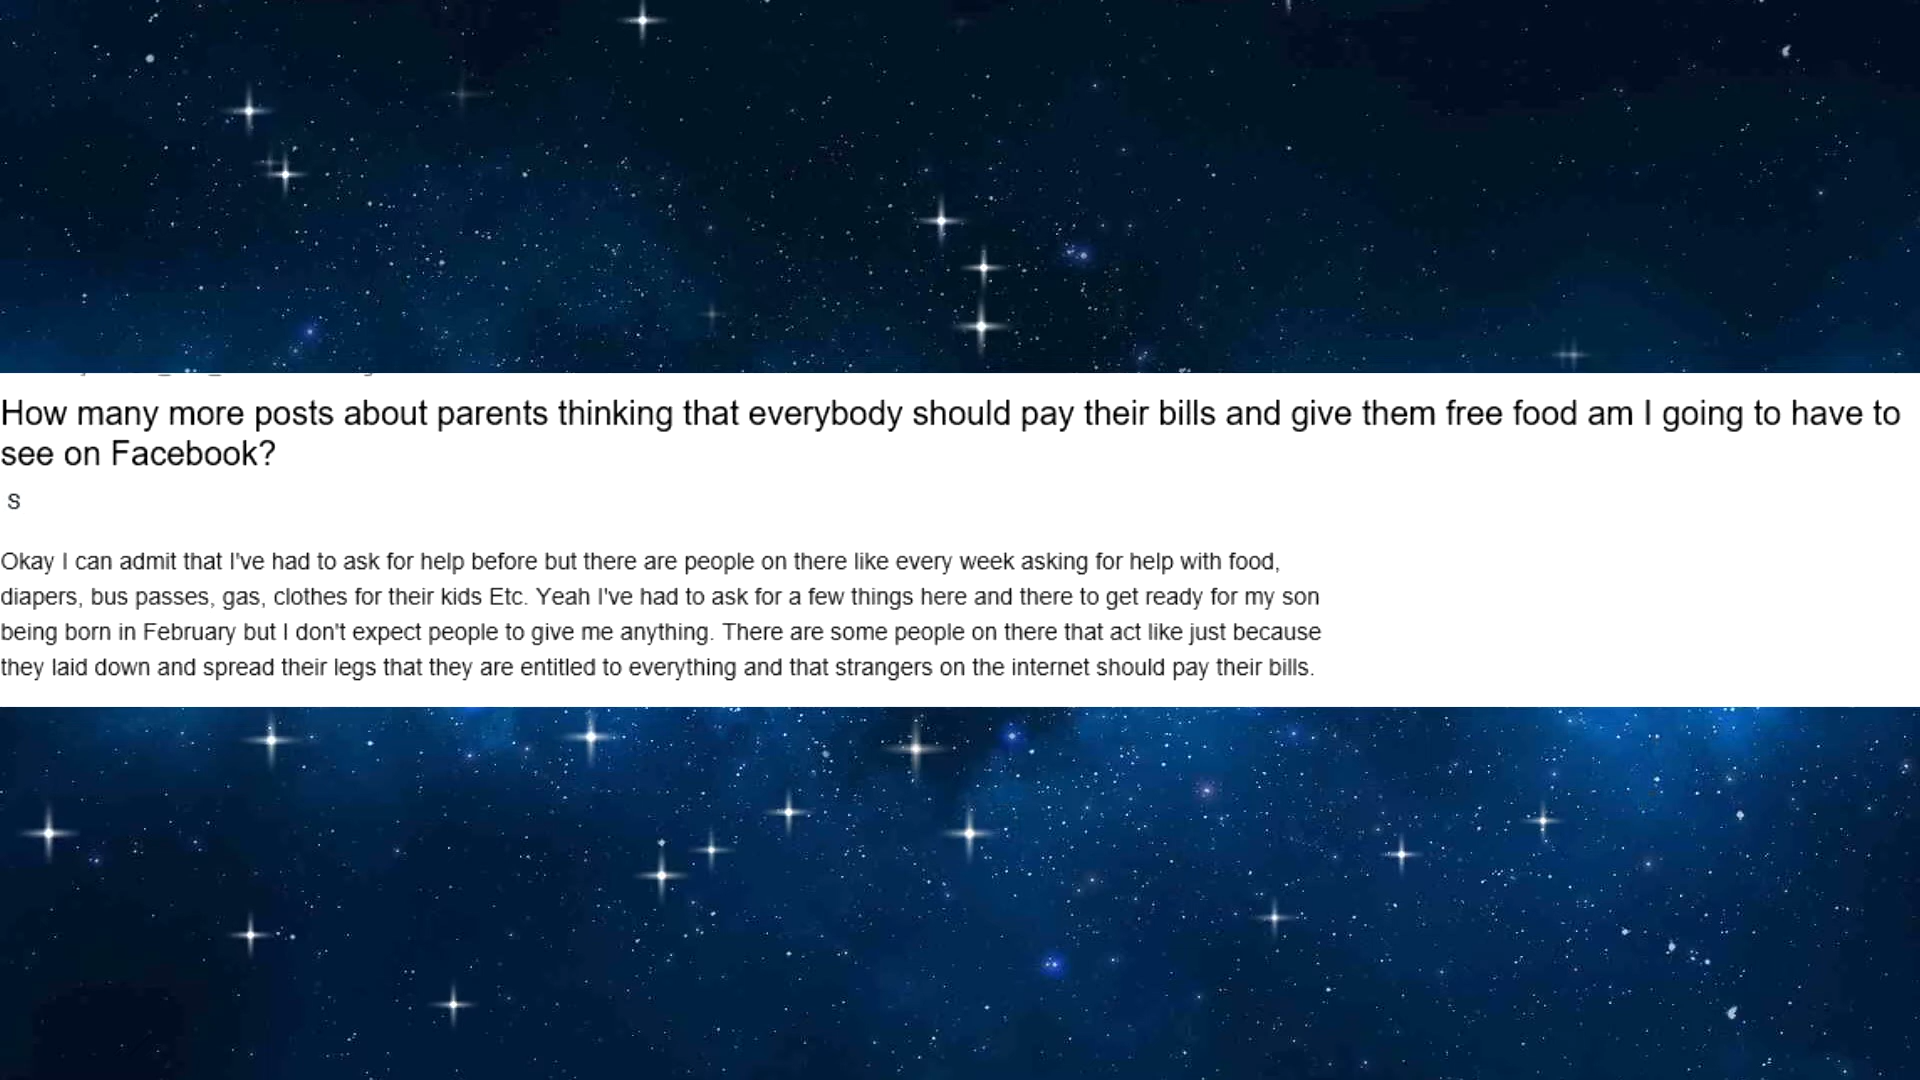 How many more posts about parents thinking that everybody should pay their bills and give them free food am I going to have to
see on Facebook?
S
Okay I can admit that I've had to ask for help before but there are people on there like every week asking for help with food,
diapers, bus passes, gas, clothes for their kids Etc. Yeah I've had to ask for a few things here and there to get ready for my son
being born in February but I don't expect people to give me anything. There are some people on there that act like just because
they laid down and spread their legs that they are entitled to everything and that strangers on the internet should pay their bills.